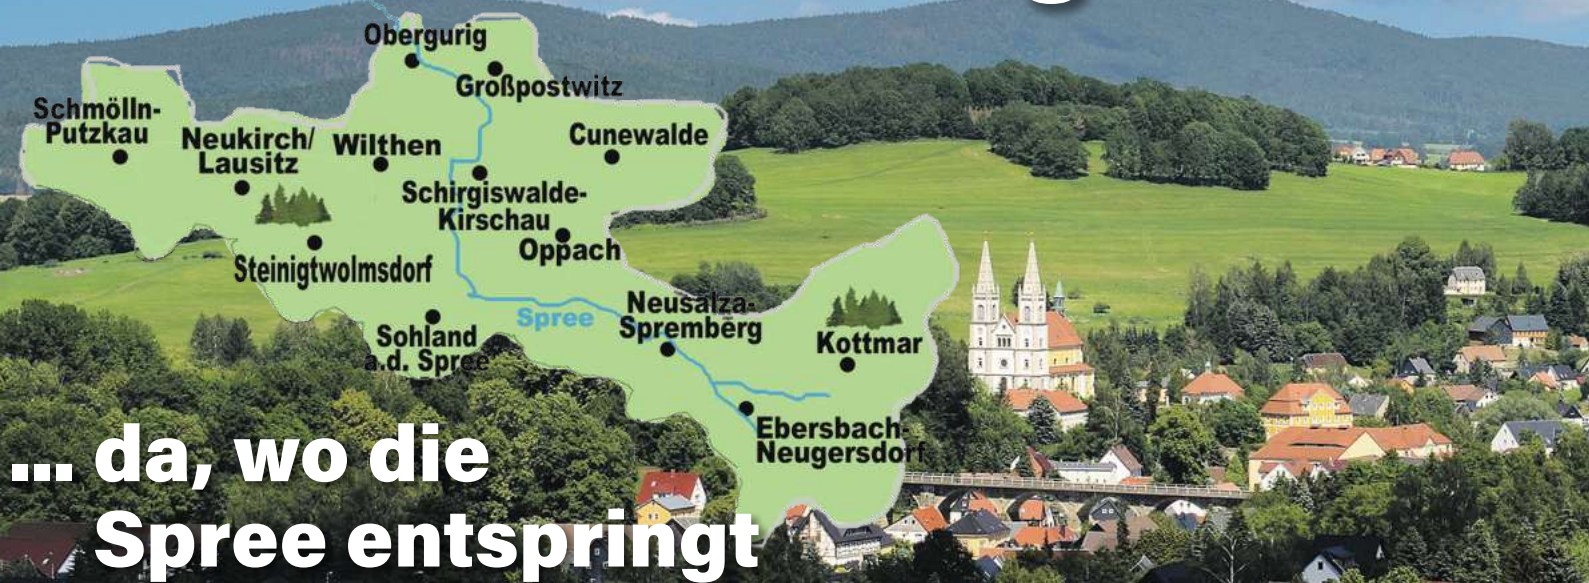 Obergurig
Großpostwitz
Schmölln-
Putzkau
Neukirch/
Lausitz
Wilthen
Cunewalde
Schirgiswalde-
Kirschau
Oppach
Steinigtwolmsdorf
Spree
Neusalza-
Spremberg
Sohland
a.d. Spree
Kottmar
Ebersbach-
Neugersdorf
... da, wo die
Spree entspringt